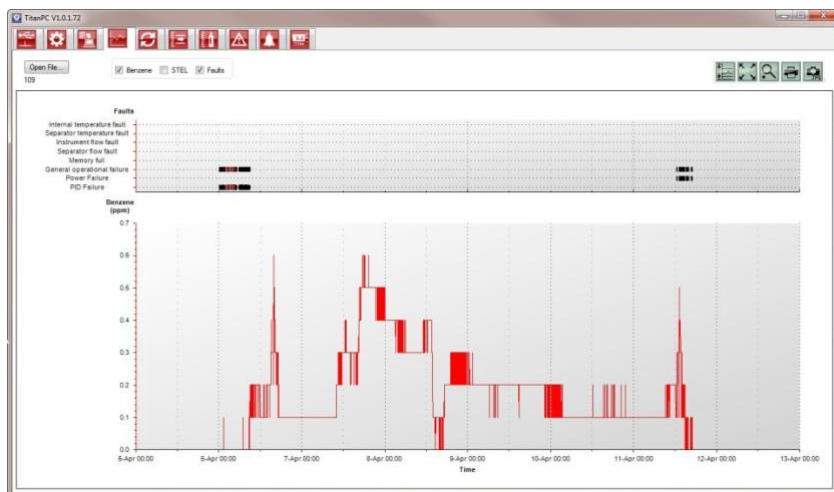 TitanPC V1.0.1.72
Open File...
Benzene STEL Faults
109
Faults
Internal temperature fault
Separator temperature fault
Instrument flow fault
Separator flow fault
Memory full
General operational failure
Power Failure
PID Failure
Benzene
(ppm)
0.7
0.6
0.5
0.4
0.3
0.2
0.1
0.0
5-Apr 00:00 6-Apr 00:00 7-Apr 00:00 8-Apr 00:00 9-Apr 00:00 10-Apr 00:00 11-Apr 00:00 12-Apr 00:00 13-Apr 00:00
Time